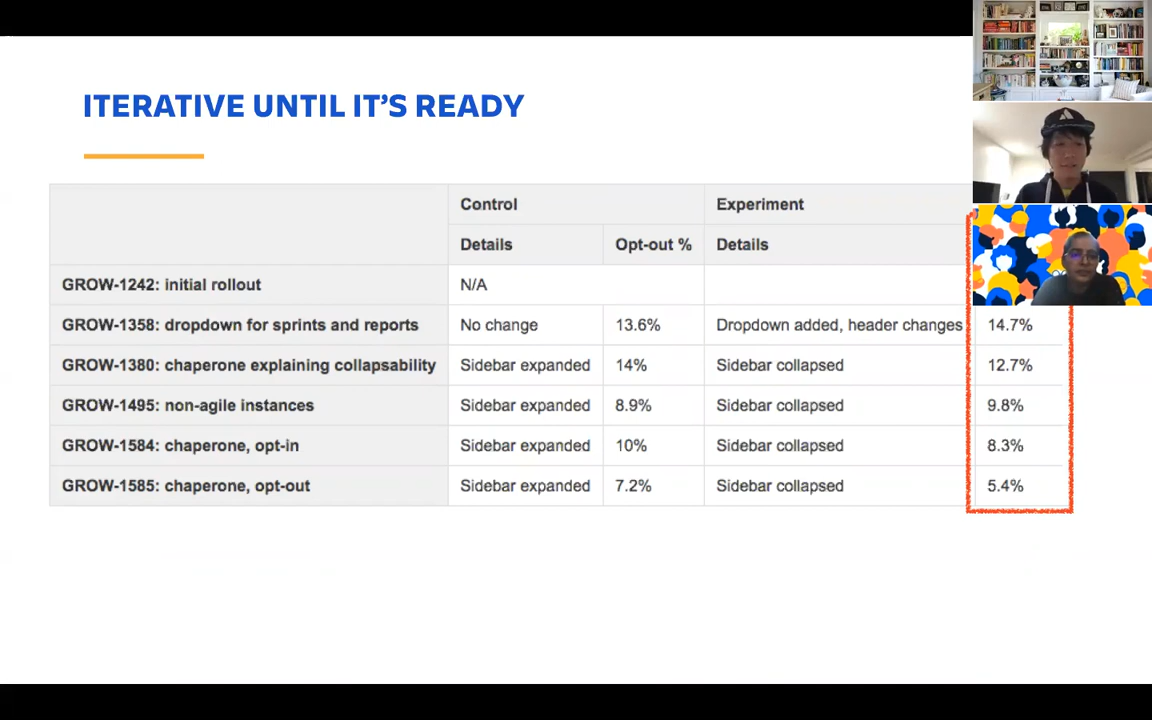 ITERATIVE UNTIL IT'S READY
Control Experiment
Details Opt-out % Details
GROW-1242: initial rollout N/A
GROW-1358: dropdown for sprints and reports No change 13.6% Dropdown added, header changes 14.7%
GROW-1380: chaperone explaining collapsability Sidebar expanded 14% Sidebar collapsed 12.7%
GROW-1495: non-agile instances Sidebar expanded 8.9% Sidebar collapsed 9.8%
GROW-1584: chaperone, opt-in Sidebar expanded 10% Sidebar collapsed 8.3%
GROW-1585: chaperone, opt-out Sidebar expanded 7.2% Sidebar collapsed 5.4%